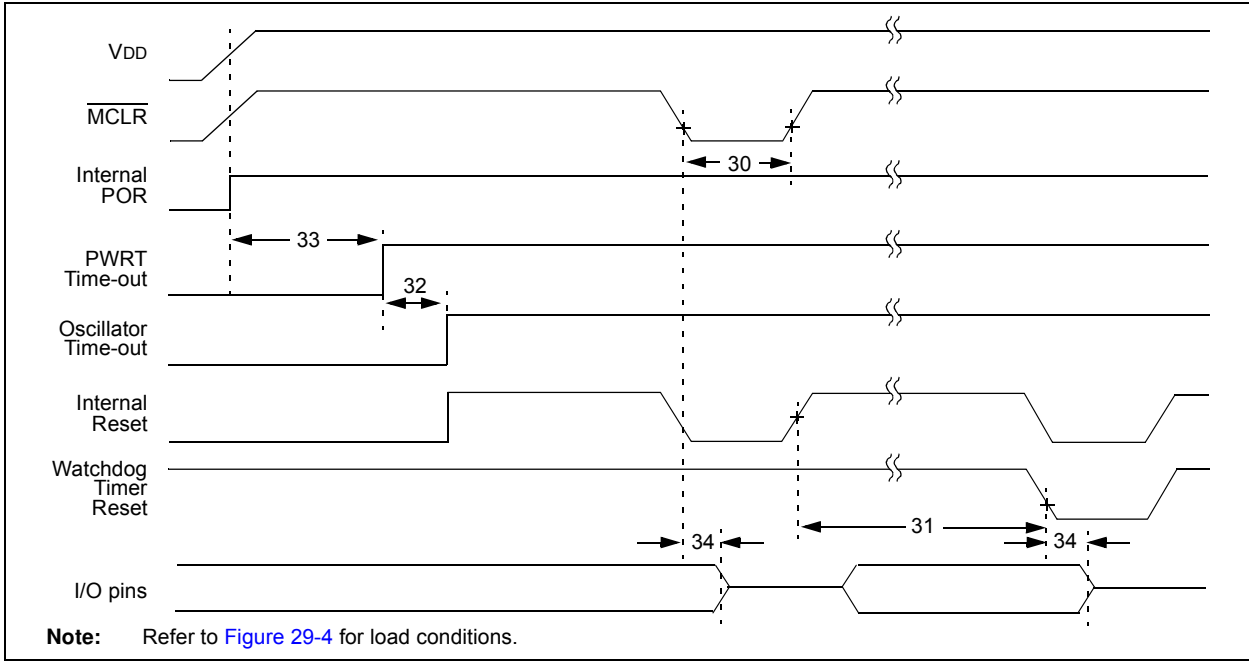 VDD
MCLR
30
Internal
POR
33
PWRT
Time-out
32
Oscillator
Time-out
Internal
Reset
Watchdog
Timer
Reset
31
34
34
I/O pins
Note: Refer to Figure 29-4 for load conditions.